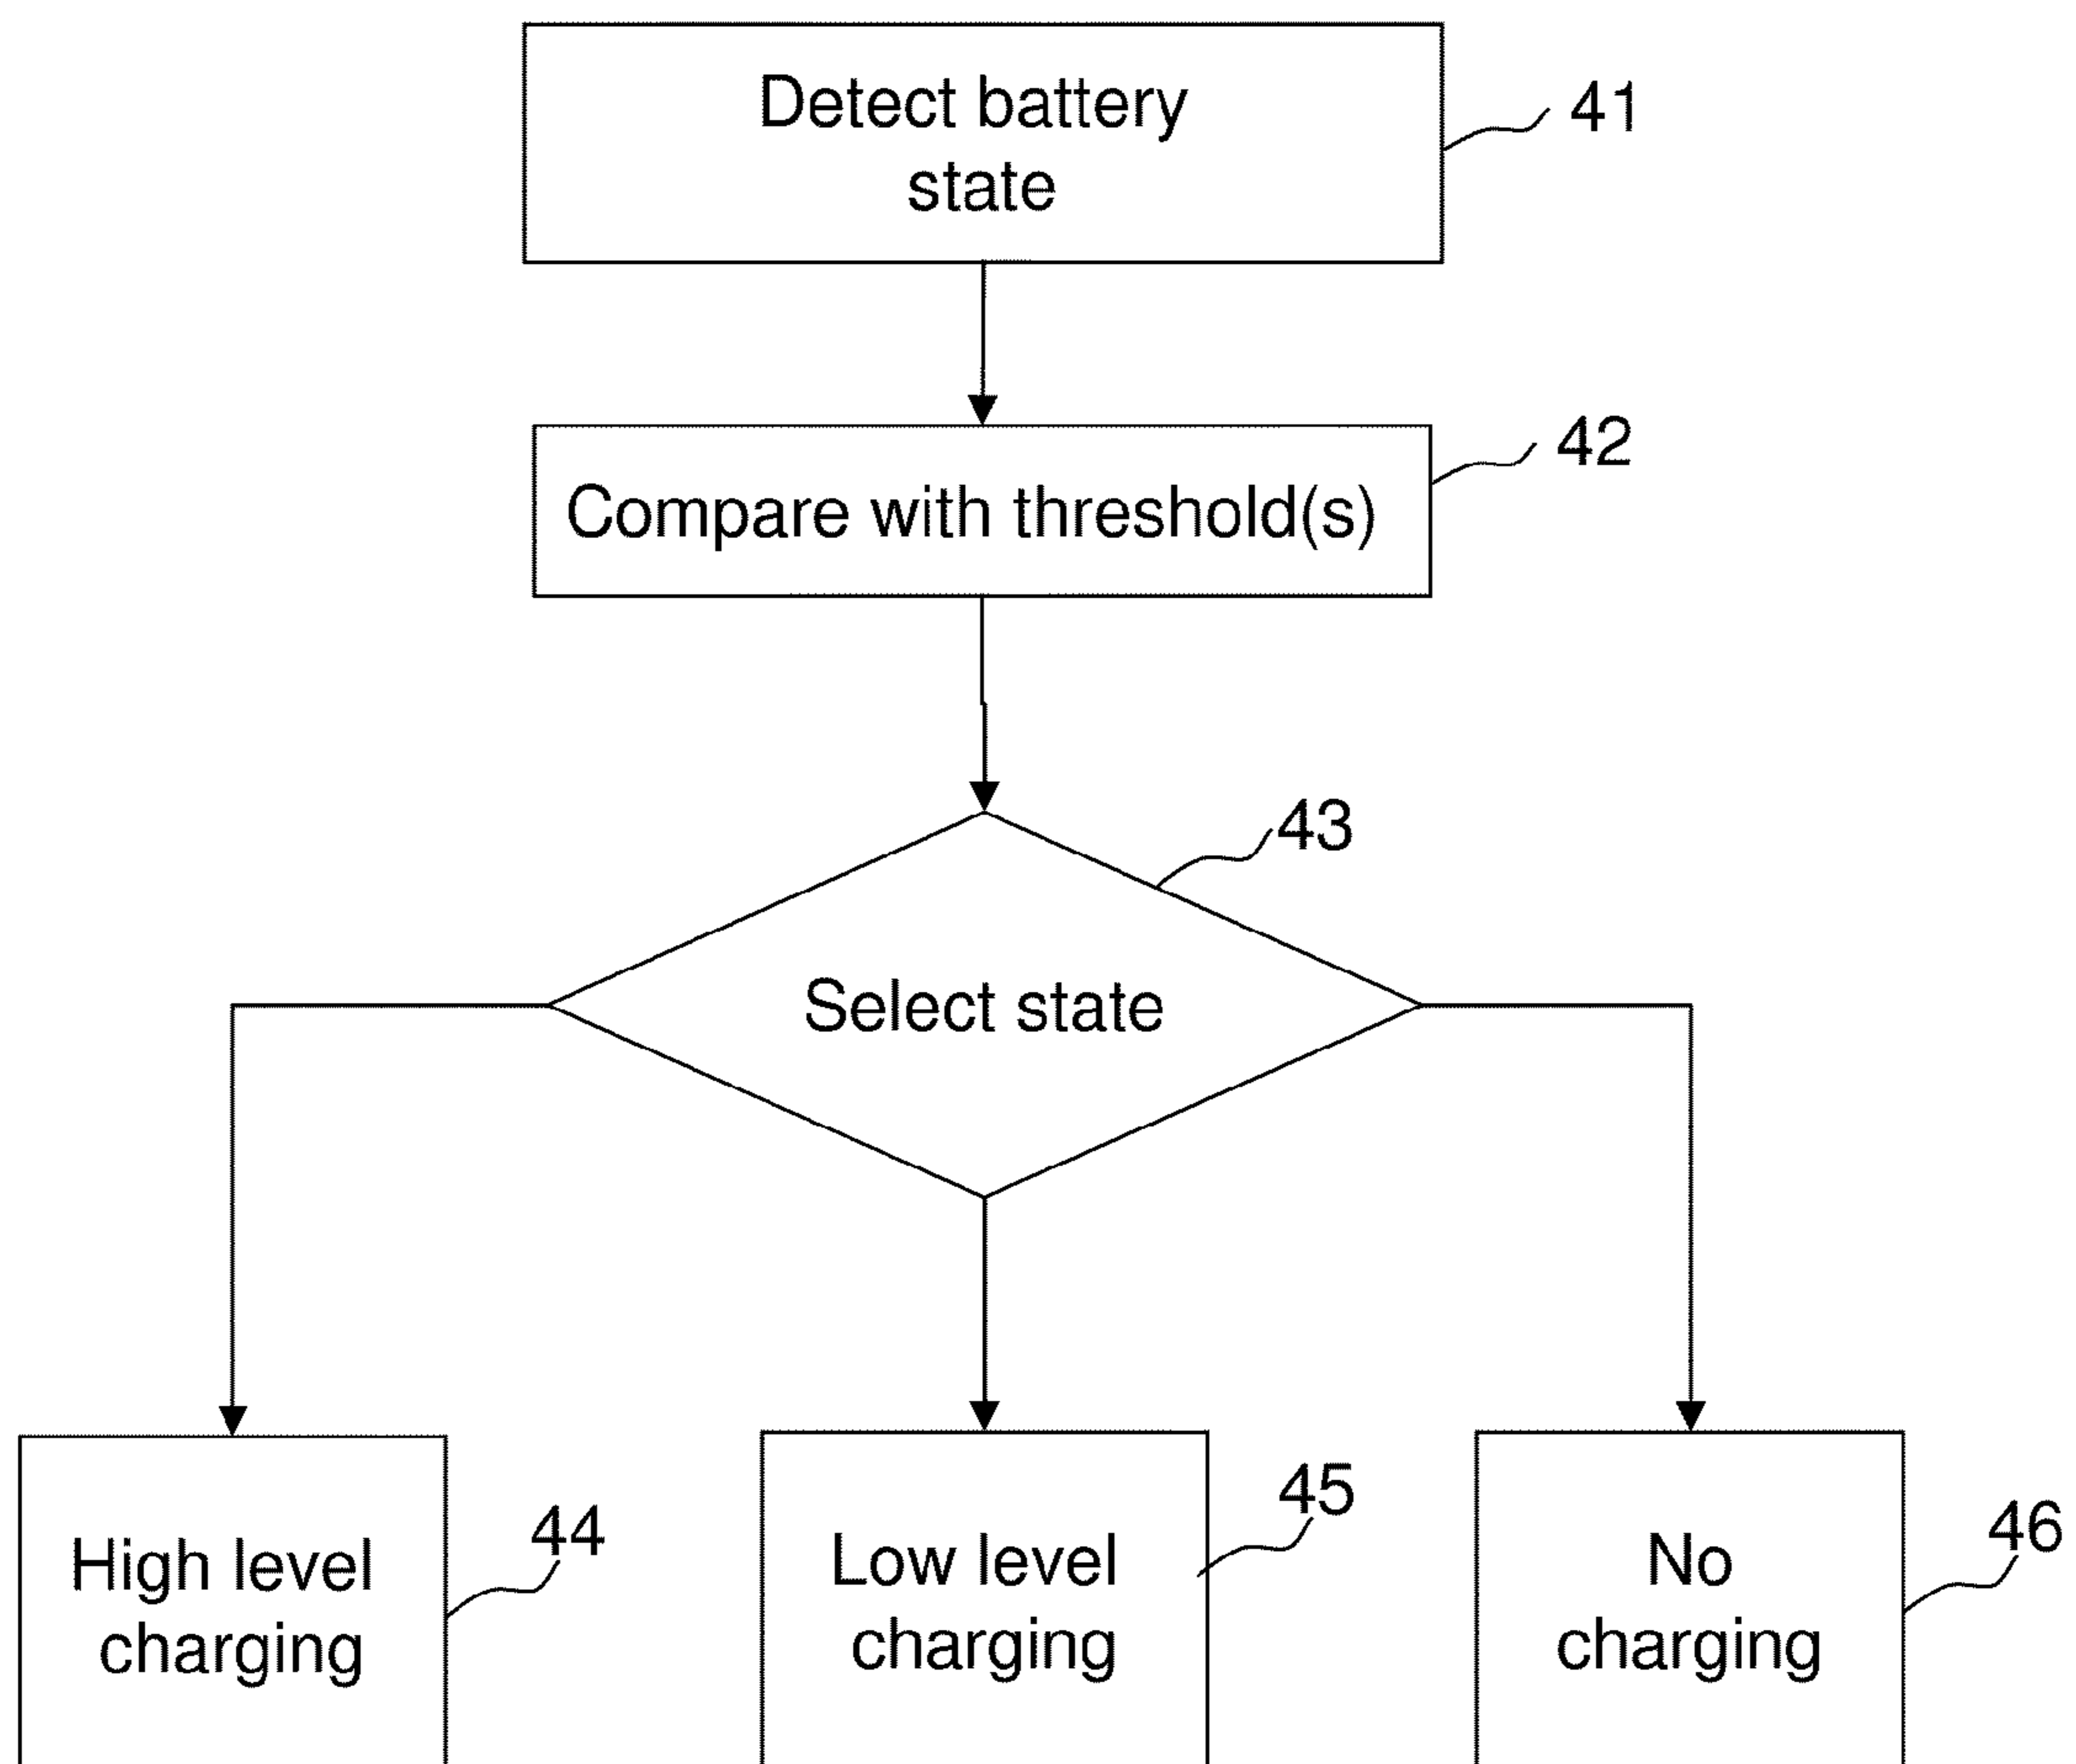 Detect battery
state
41
Compare with threshold(s)
42
43
Select state
High level
charging
44
Low level
charging
45
No
charging
46